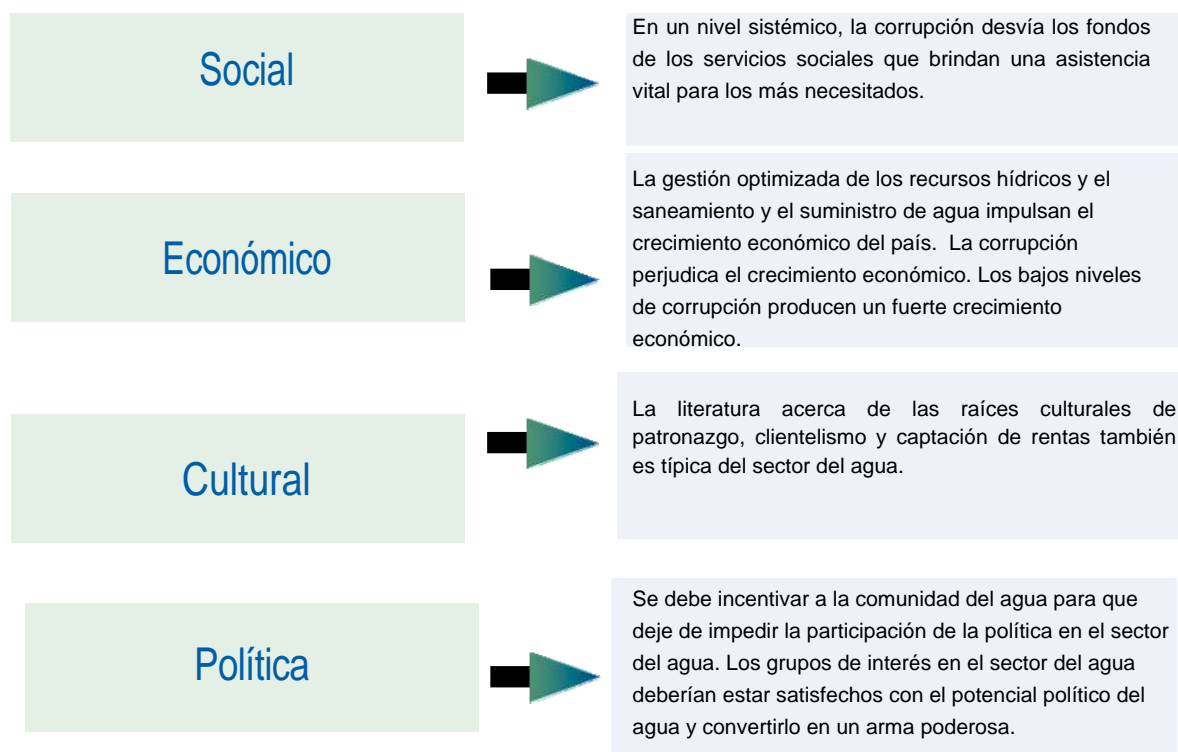 Social
En un nivel sistémico, la corrupción desvía los fondos
de los servicios sociales que brindan una asistencia
vital para los más necesitados.
Económico
La gestión optimizada de los recursos hídricos y el
saneamiento y el suministro de agua impulsan el
crecimiento económico del país. La corrupción
perjudica el crecimiento económico. Los bajos niveles
de corrupción producen un fuerte crecimiento
económico.
Cultural
La literatura acerca de las raíces culturales de
patronazgo, clientelismo y captación de rentas también
es típica del sector del agua.
Política
Se debe incentivar a la comunidad del agua para que
deje de impedir la participación de la política en el sector
del agua. Los grupos de interés en el sector del agua
deberían estar satisfechos con el potencial político del
agua y convertirlo en un arma poderosa.